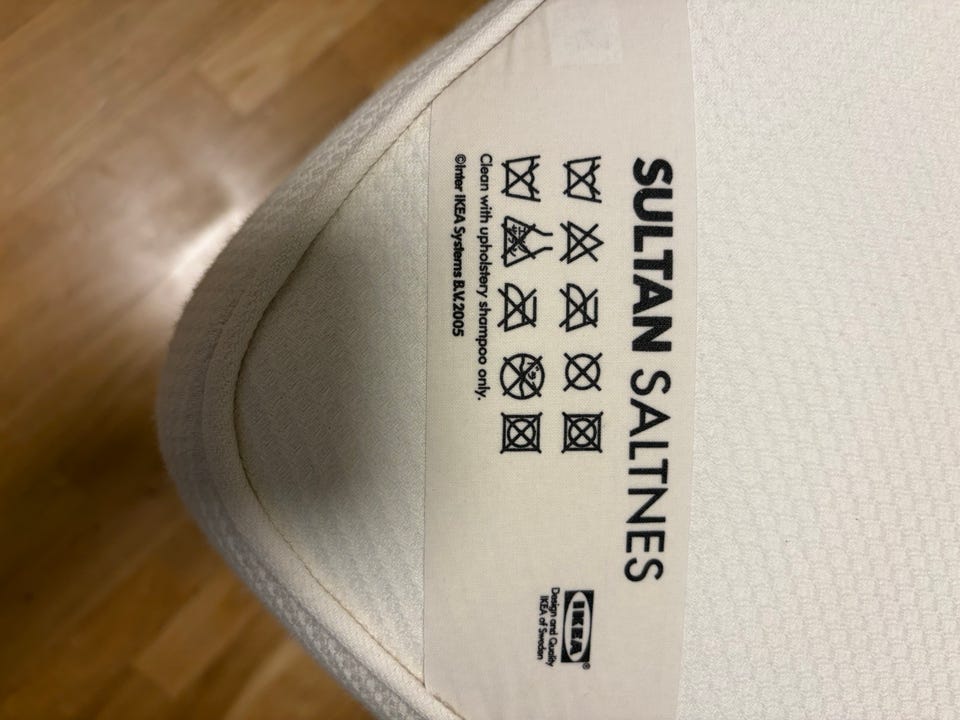 SULTAN SALTNES
Clean with upholstery shampoo only.
©Inter IKEA Systems B.V. 2005
IKEA®
Design and Quality
IKEA of Sweden